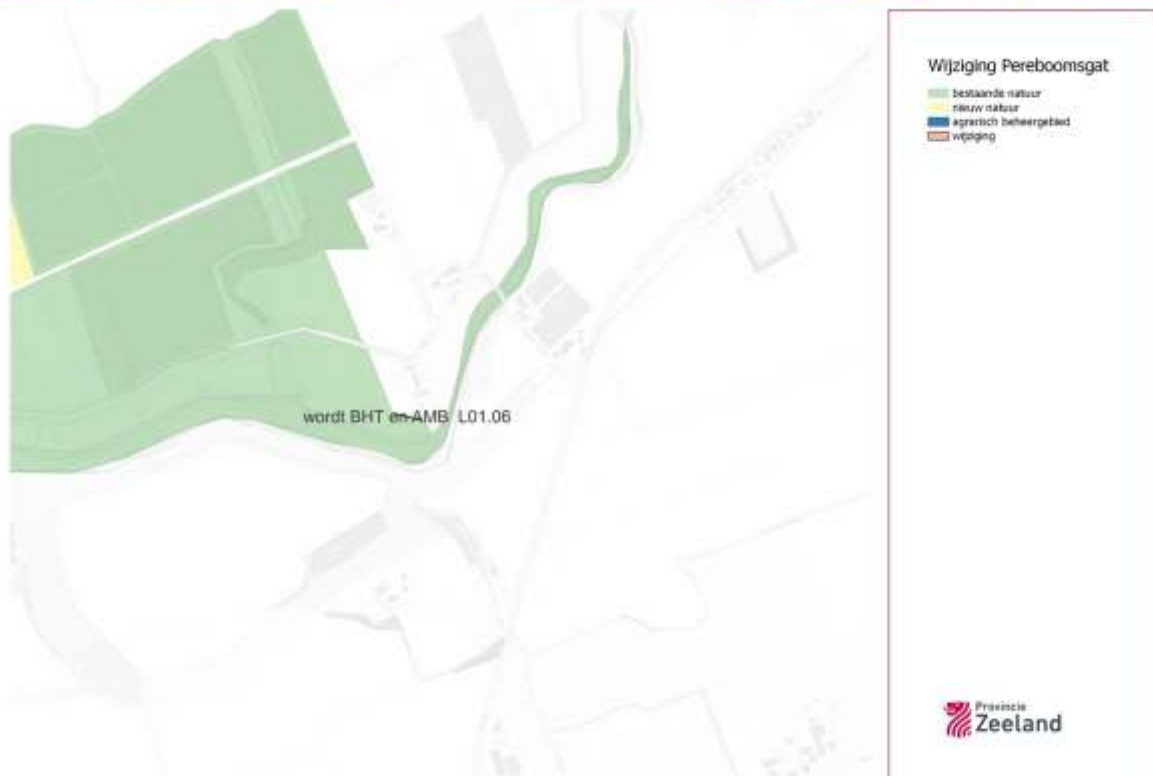 Wijziging Pereboomsgat
bestaande natuur
nieuw natuur
agrarisch beheergebied
wijziging
wordt BHT en AMB L01.06
Provincie
Zeeland